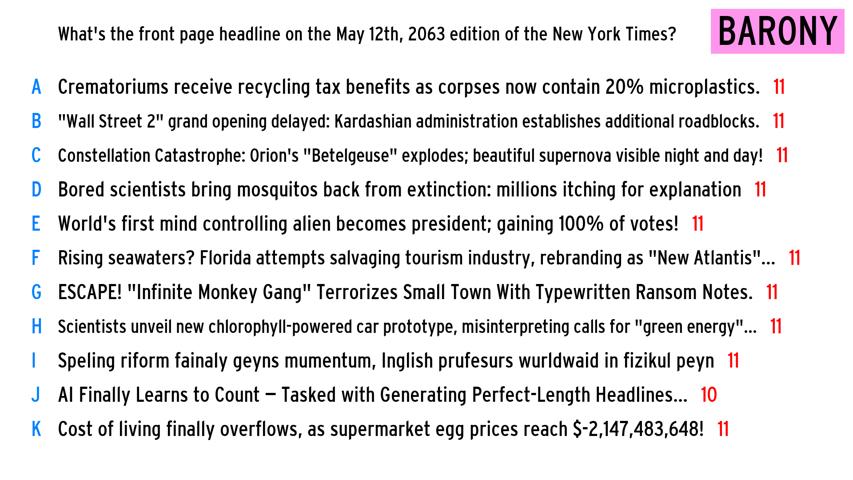 What's the front page headline on the May 12th, 2063 edition of the New York Times?
BARONY
A Crematoriums receive recycling tax benefits as corpses now contain 20% microplastics. 11
B "Wall Street 2" grand opening delayed: Kardashian administration establishes additional roadblocks. 11
C Constellation Catastrophe: Orion's "Betelgeuse" explodes; beautiful supernova visible night and day! 11
D Bored scientists bring mosquitos back from extinction: millions itching for explanation 11
E World's first mind controlling alien becomes president; gaining 100% of votes! 11
F Rising seawaters? Florida attempts salvaging tourism industry, rebranding as "New Atlantis"... 11
G ESCAPE! "Infinite Monkey Gang" Terrorizes Small Town With Typewritten Ransom Notes. 11
H Scientists unveil new chlorophyll-powered car prototype, misinterpreting calls for "green energy"... 11
I Speling riform fainaly geyns mumentum, Inglish prufesurs wurldwaid in fizikul peyn 11
J AI Finally Learns to Count – Tasked with Generating Perfect-Length Headlines... 10
K Cost of living finally overflows, as supermarket egg prices reach $-2,147,483,648! 11